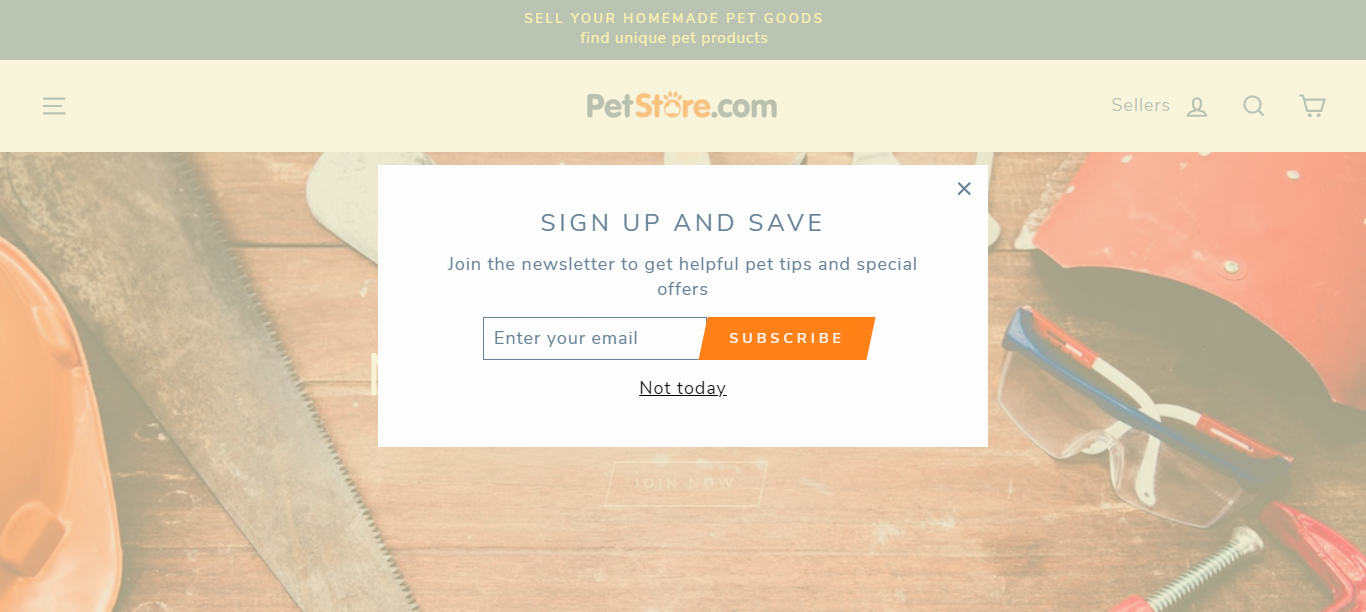 SELL YOUR HOMEMADE PET GOODS
find unique pet products
PetStore.com
Sellers
SIGN UP AND SAVE
Join the newsletter to get helpful pet tips and special
offers
Enter your email
SUBSCRIBE
Not today
JOIN NOW